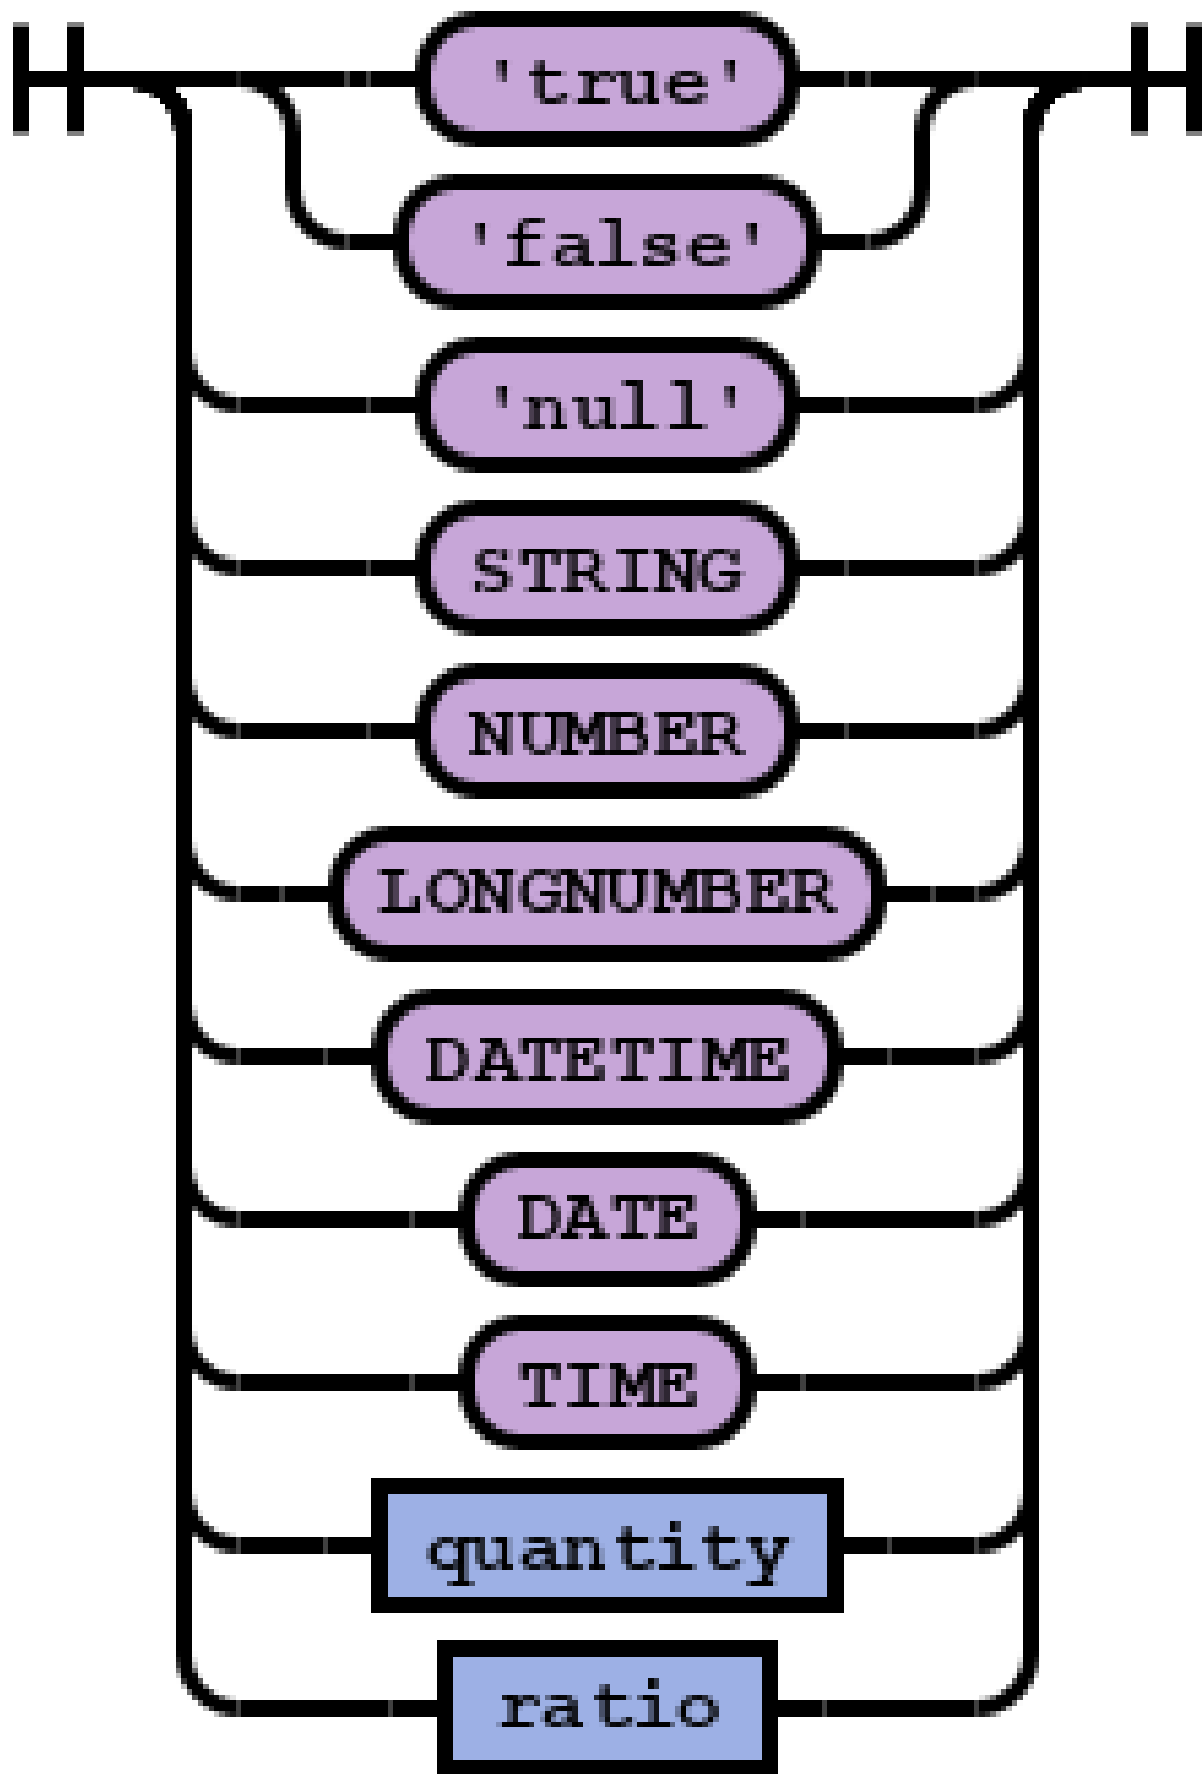 'true'
'false'
'null'
STRING
NUMBER
LONGNUMBER
DATETIME
DATE
TIME
quantity
ratio